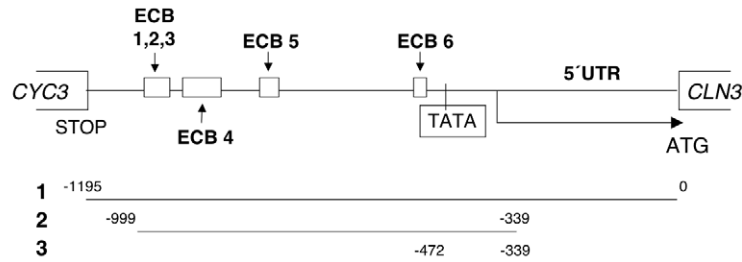 ECB
1,2,3
ECB 5
ECB 6
5´UTR
CYC3
CLN3
STOP
ECB 4
TATA
ATG
1 -1195 0
2 -999 -339
3 -472 -339